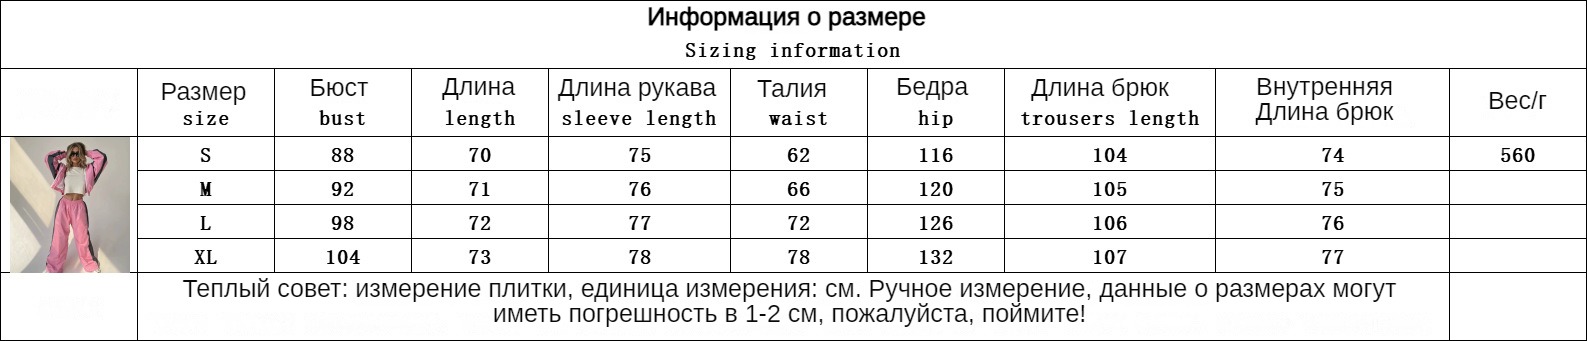 Информация о размере
Sizing information
Размер Бюст Длина Длина рукава Талия Бедра Длина брюк Внутренняя Длина брюк Вес/г
size bust length sleeve length waist hip trousers length
S 88 70 75 62 116 104 74 560
M 92 71 76 66 120 105 75
L 98 72 77 72 126 106 76
XL 104 73 78 78 132 107 77
Теплый совет: измерение плитки, единица измерения: см. Ручное измерение, данные о размерах могут
иметь погрешность в 1-2 см, пожалуйста, поймите!